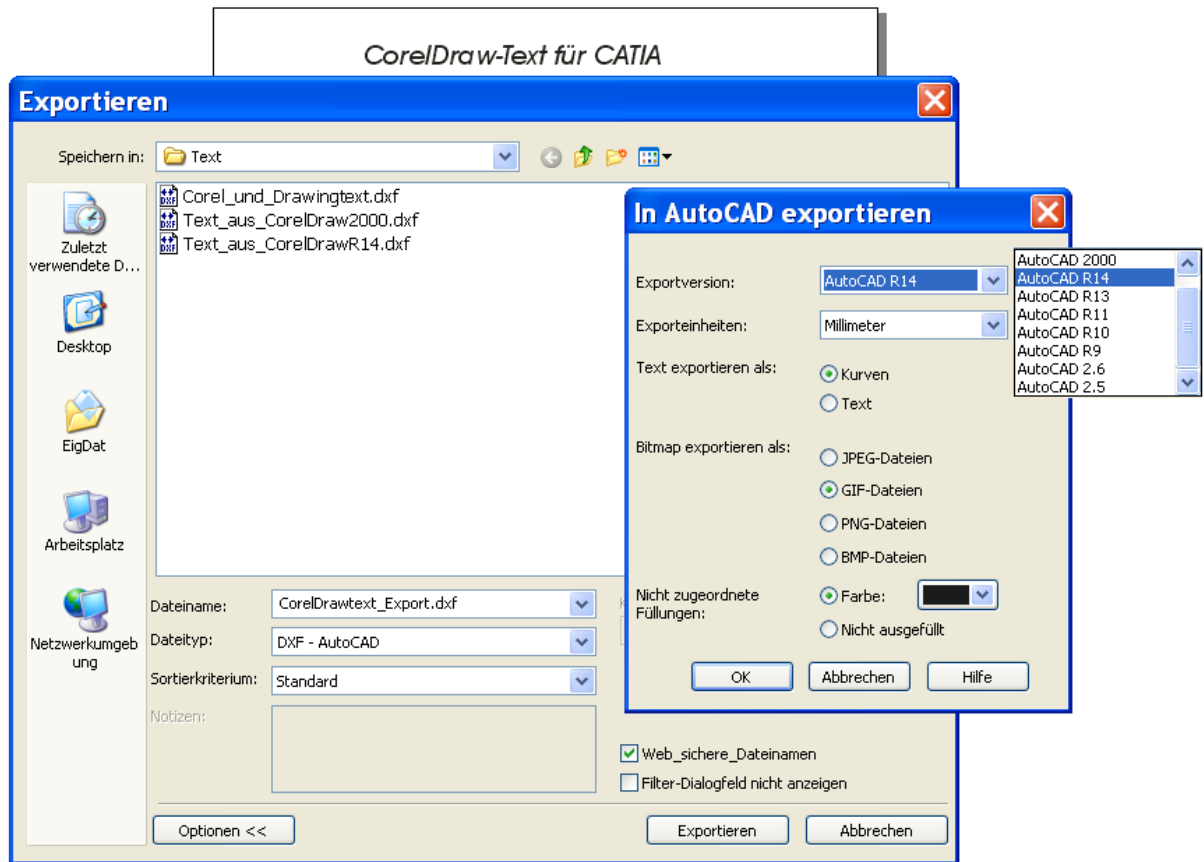 CorelDraw-Text für CATIA
Exportieren
Speichern in:
Text
Corel_und_Drawingtext.dxf
Text_aus_CorelDraw2000.dxf
Text_aus_CorelDrawR14.dxf
Zuletzt
verwendete D...
Desktop
EigDat
Arbeitsplatz
Netzwerkumgeb
ung
Dateiname:
CorelDrawtext_Export.dxf
Dateityp:
DXF - AutoCAD
Sortierkriterium:
Standard
Notizen:
Web_sichere_Dateinamen
Filter-Dialogfeld nicht anzeigen
Optionen <<
Exportieren
Abbrechen
In AutoCAD exportieren
Exportversion:
AutoCAD R14
AutoCAD 2000
AutoCAD R14
AutoCAD R13
AutoCAD R11
AutoCAD R10
AutoCAD R9
AutoCAD 2.6
AutoCAD 2.5
Exporteinheiten:
Millimeter
Text exportieren als:
Kurven
Text
Bitmap exportieren als:
JPEG-Dateien
GIF-Dateien
PNG-Dateien
BMP-Dateien
Nicht zugeordnete
Füllungen:
Farbe:
Nicht ausgefüllt
OK
Abbrechen
Hilfe